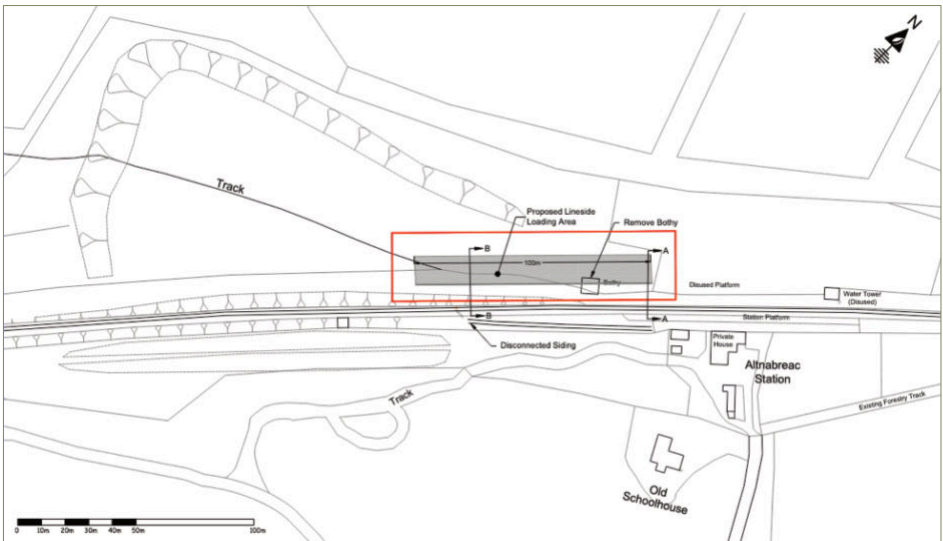 N
Track
Proposed Lineside
Loading Area
Remove Bothy
B
A
100m
Bothy
Disused Platform
Water Tower
(Disused)
Station Platform
B
A
Disconnected Siding
Private
House
Altnabreac
Station
Track
Existing Forestry Track
Old
Schoolhouse
0 10m 20m 30m 40m 50m 100m